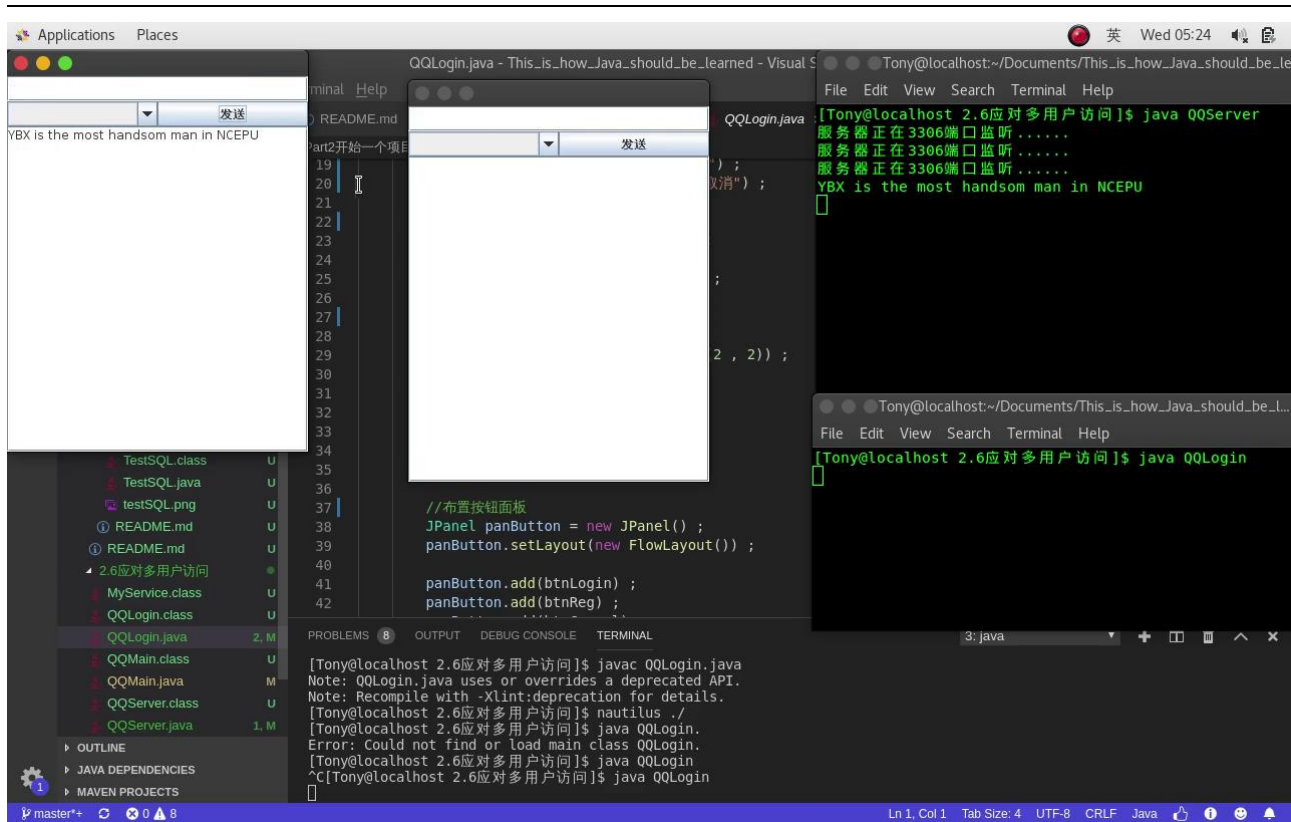 Applications Places
英 Wed 05:24
QQLogin.java - This_is_how_Java_should_be_learned - Visual S
minal Help
README.md
QQLogin.java
Part2开始一个项目
发送
YBX is the most handsom man in NCEPU
发送
19 ") ;
20 取消") ;
21
22
23
24
25 ;
26
27
28
29 2 , 2)) ;
30
31
32
33
34
35
36
37 //布置按钮面板
38 JPanel panButton = new JPanel() ;
39 panButton.setLayout(new FlowLayout()) ;
40
41 panButton.add(btnLogin) ;
42 panButton.add(btnReg) ;
Tony@localhost:~/Documents/This_is_how_Java_should_be_le
File Edit View Search Terminal Help
[Tony@localhost 2.6应对多用户访问]$ java QQServer
服务器正在3306端口监听......
服务器正在3306端口监听......
服务器正在3306端口监听......
YBX is the most handsom man in NCEPU
Tony@localhost:~/Documents/This_is_how_Java_should_be_l...
File Edit View Search Terminal Help
[Tony@localhost 2.6应对多用户访问]$ java QQLogin
TestSQL.class U
TestSQL.java U
testSQL.png U
README.md U
README.md U
2.6应对多用户访问
MyService.class U
QQLogin.class U
QQLogin.java 2, M
QQMain.class U
QQMain.java M
QQServer.class U
QQServer.java 1, M
OUTLINE
JAVA DEPENDENCIES
MAVEN PROJECTS
PROBLEMS 8 OUTPUT DEBUG CONSOLE TERMINAL 3: java
[Tony@localhost 2.6应对多用户访问]$ javac QQLogin.java
Note: QQLogin.java uses or overrides a deprecated API.
Note: Recompile with -Xlint:deprecation for details.
[Tony@localhost 2.6应对多用户访问]$ nautilus ./
[Tony@localhost 2.6应对多用户访问]$ java QQLogin.
Error: Could not find or load main class QQLogin.
[Tony@localhost 2.6应对多用户访问]$ java QQLogin
^C[Tony@localhost 2.6应对多用户访问]$ java QQLogin
1
master*+ 0 8 Ln 1, Col 1 Tab Size: 4 UTF-8 CRLF Java